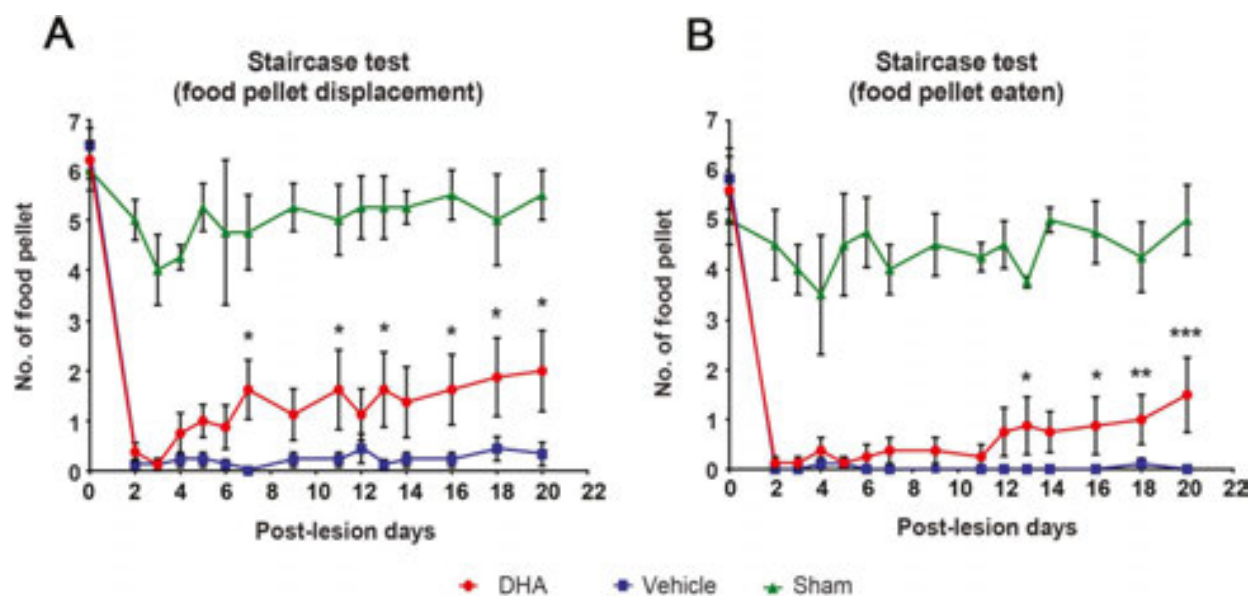 A
Staircase test
(food pellet displacement)
No. of food pellet
7
6
5
4
3
2
1
0
* * * * * *
0 2 4 6 8 10 12 14 16 18 20 22
Post-lesion days
B
Staircase test
(food pellet eaten)
No. of food pellet
7
6
5
4
3
2
1
0
* * ** ***
0 2 4 6 8 10 12 14 16 18 20 22
Post-lesion days
DHA Vehicle Sham